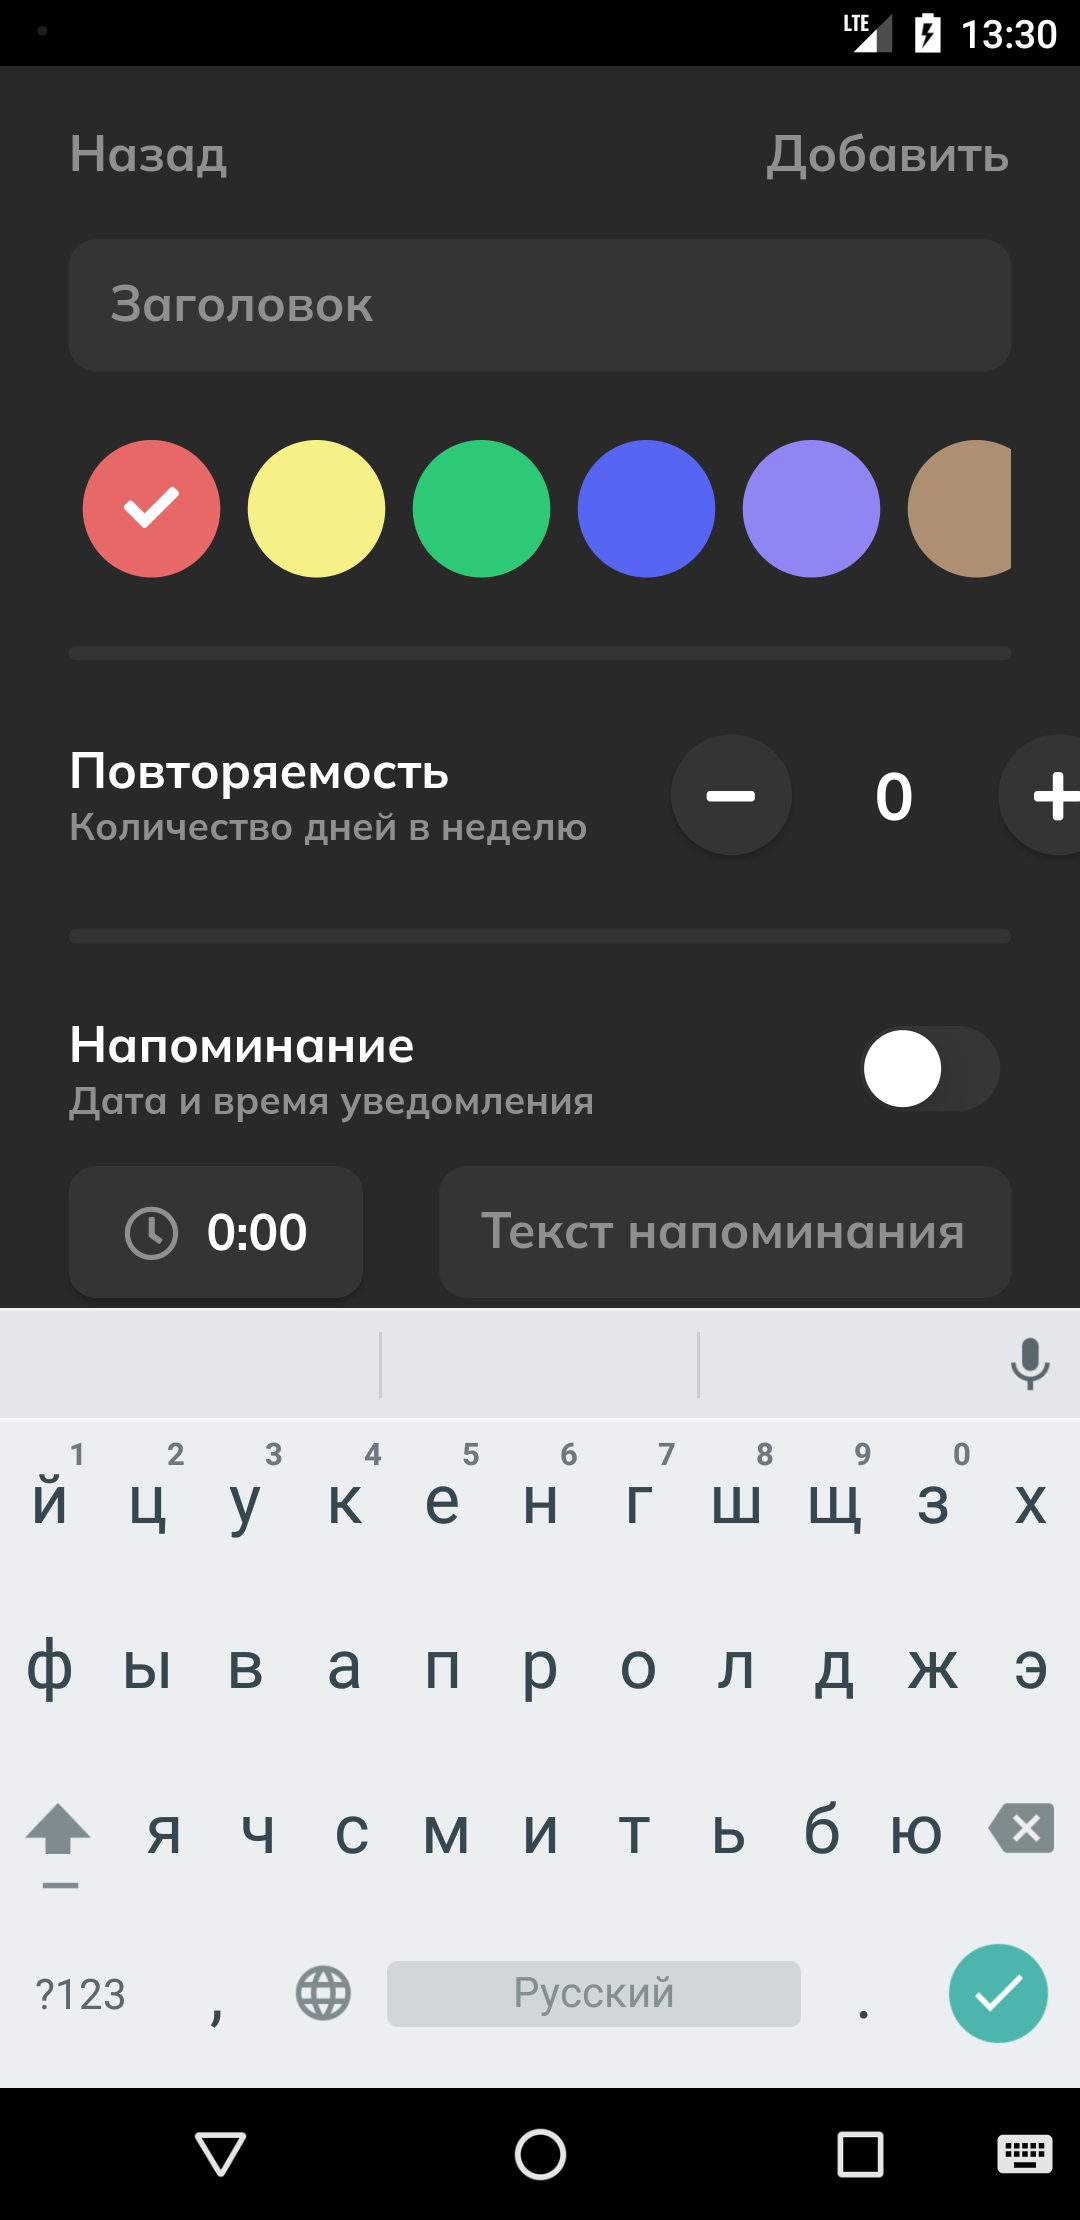 LTE 13:30
Назад Добавить
Заголовок
Повторяемость
Количество дней в неделю
0
Напоминание
Дата и время уведомления
0:00 Текст напоминания
1 2 3 4 5 6 7 8 9 0
й ц у к е н г ш щ з х
ф ы в а п р о л д ж э
я ч с м и т ь б ю
?123 , Русский .